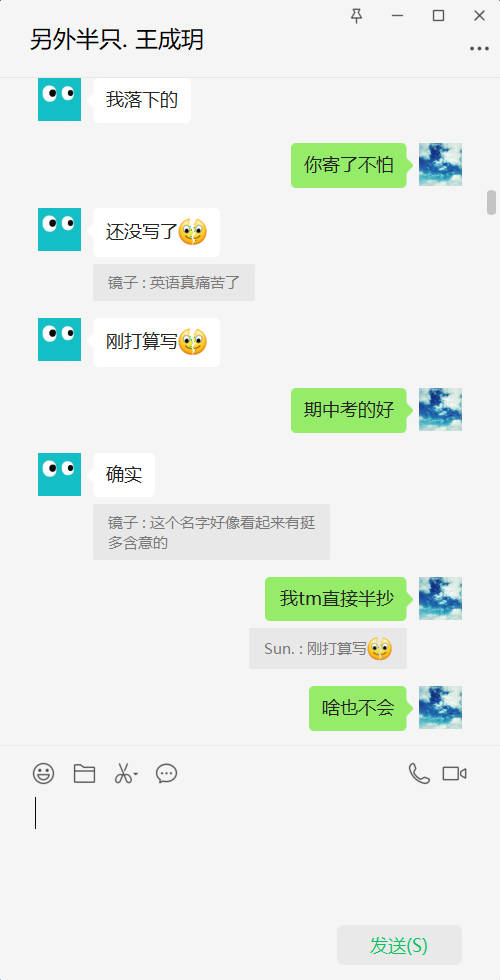 另外半只. 王成玥
我落下的
你寄了不怕
还没写了
镜子 : 英语真痛苦了
刚打算写
期中考的好
确实
镜子 : 这个名字好像看起来有挺
多含意的
我tm直接半抄
Sun. : 刚打算写
啥也不会
发送(S)